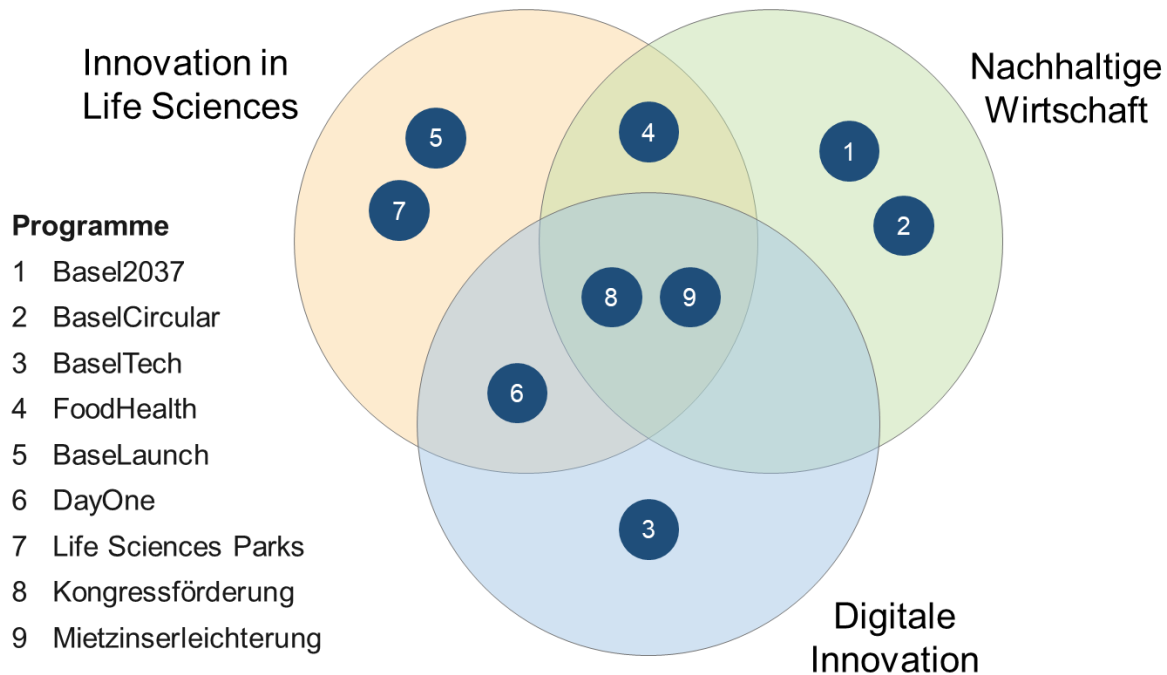 Innovation in
Life Sciences
Nachhaltige
Wirtschaft
5
4
1
7
2
Programme
1 Basel2037
2 BaselCircular
3 BaselTech
4 FoodHealth
5 BaseLaunch
6 DayOne
7 Life Sciences Parks
8 Kongressförderung
9 Mietzinserleichterung
8
9
6
3
Digitale
Innovation